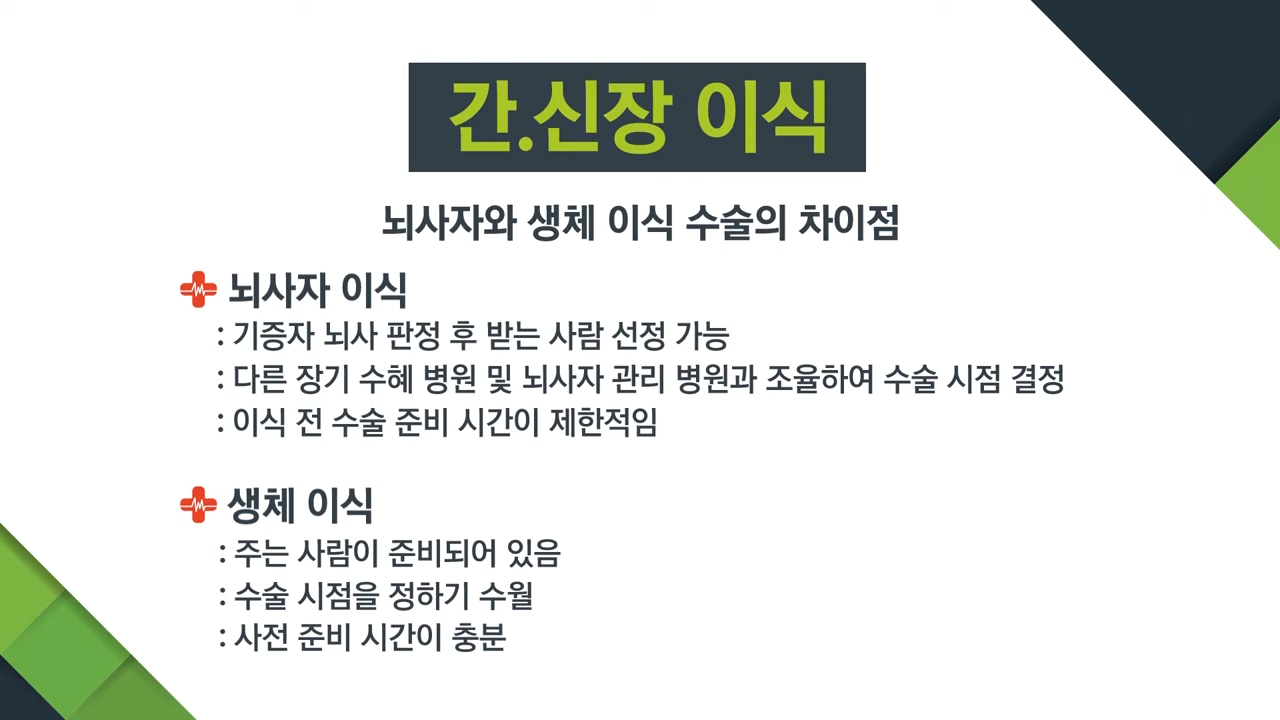 간.신장 이식
뇌사자와 생체 이식 수술의 차이점
뇌사자 이식
: 기증자 뇌사 판정 후 받는 사람 선정 가능
: 다른 장기 수혜 병원 및 뇌사자 관리 병원과 조율하여 수술 시점 결정
: 이식 전 수술 준비 시간이 제한적임
생체 이식
: 주는 사람이 준비되어 있음
: 수술 시점을 정하기 수월
: 사전 준비 시간이 충분